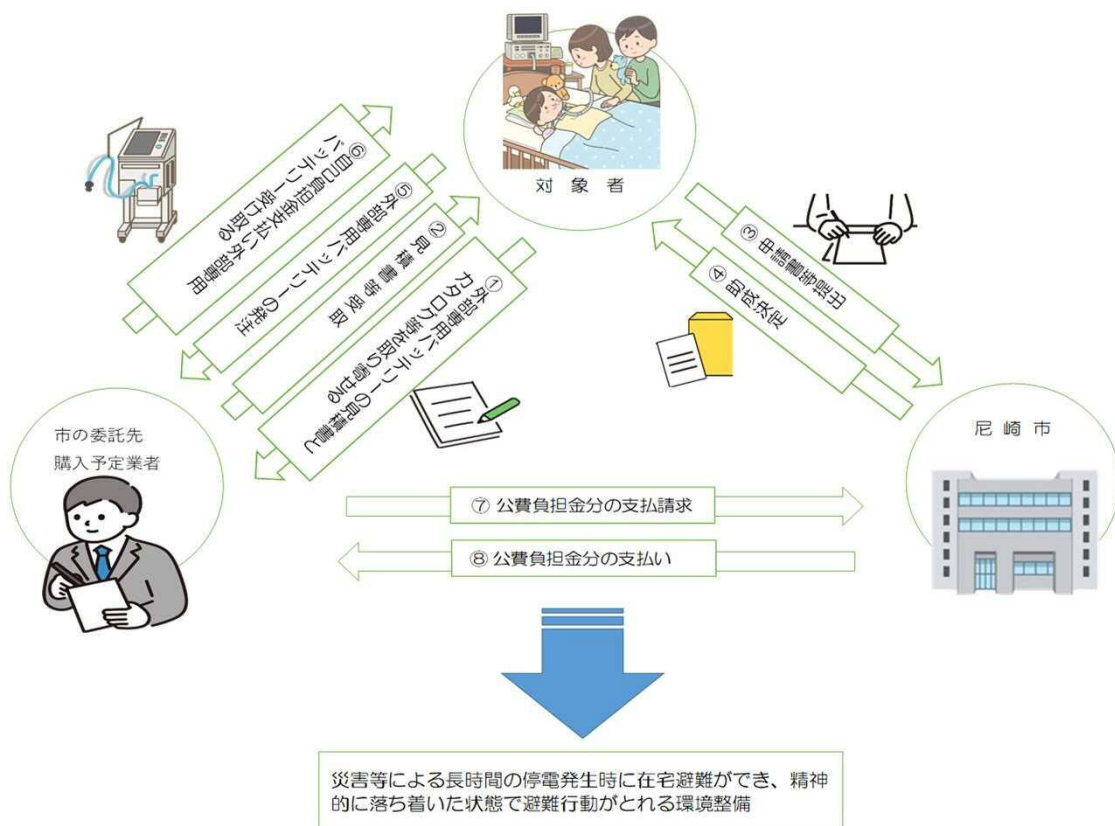 対 象 者
⑥
自己負担金支払い外部専用
バッテリー受け取る
⑤
外部専用バッテリーの発注
②
見積書等受取
①
外部専用バッテリーの見積書と
カタログ等を取り寄せる
③ 申請書等提出
④ 助成決定
市の委託先
購入予定業者
尼 崎 市
⑦ 公費負担金分の支払請求
⑧ 公費負担金分の支払い
災害等による長時間の停電発生時に在宅避難ができ、精神
的に落ち着いた状態で避難行動がとれる環境整備